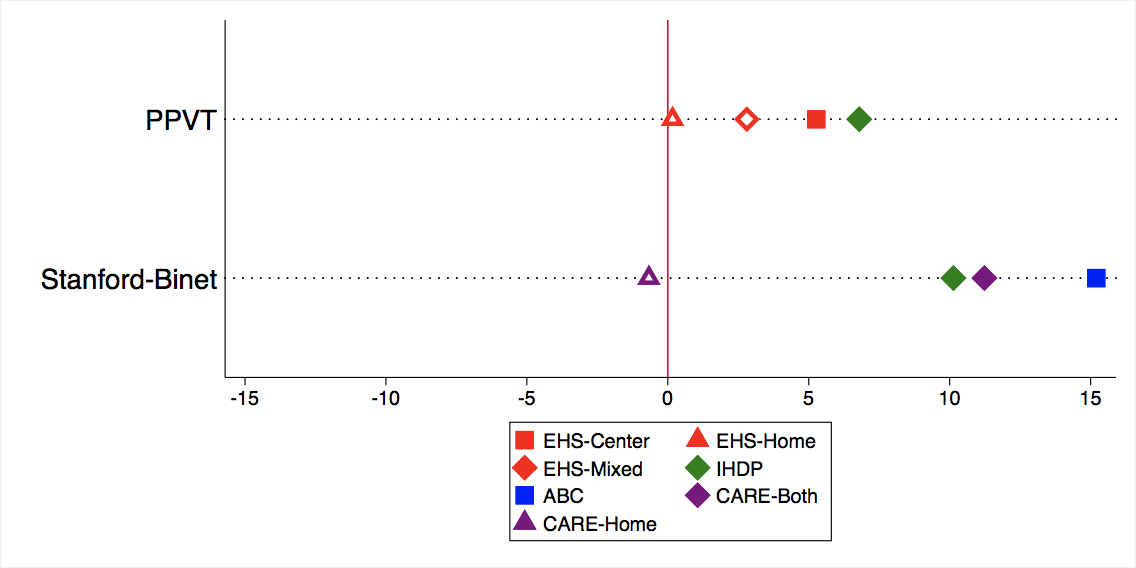 PPVT
Stanford-Binet
-15 -10 -5 0 5 10 15
EHS-Center EHS-Home
EHS-Mixed IHDP
ABC CARE-Both
CARE-Home